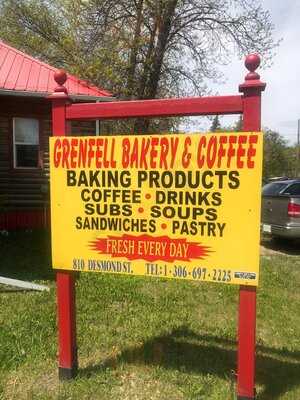 GRENFELL BAKERY & COFFEE
BAKING PRODUCTS
COFFEE • DRINKS
SUBS • SOUPS
SANDWICHES • PASTRY
FRESH EVERY DAY
810 DESMOND ST. TEL: 1-306-697-2225